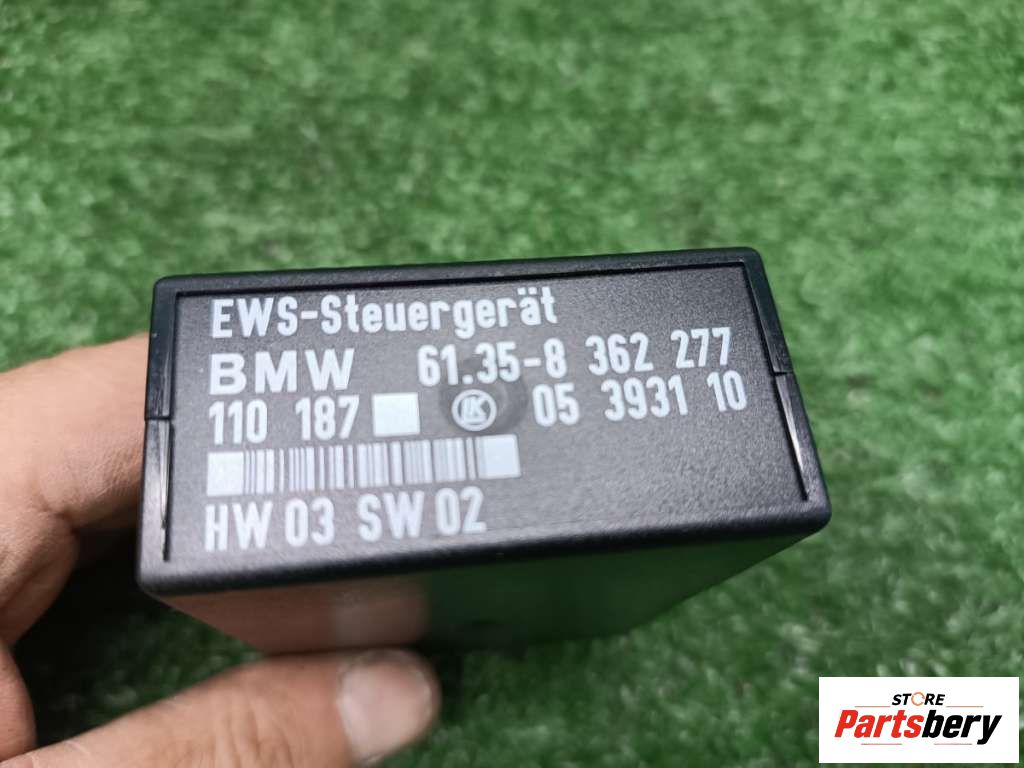 EWS-Steuergerät
BMW 61.35-8 362 277
110 187 LK 05 3931 10
HW 03 SW 02
STORE
Partsbery